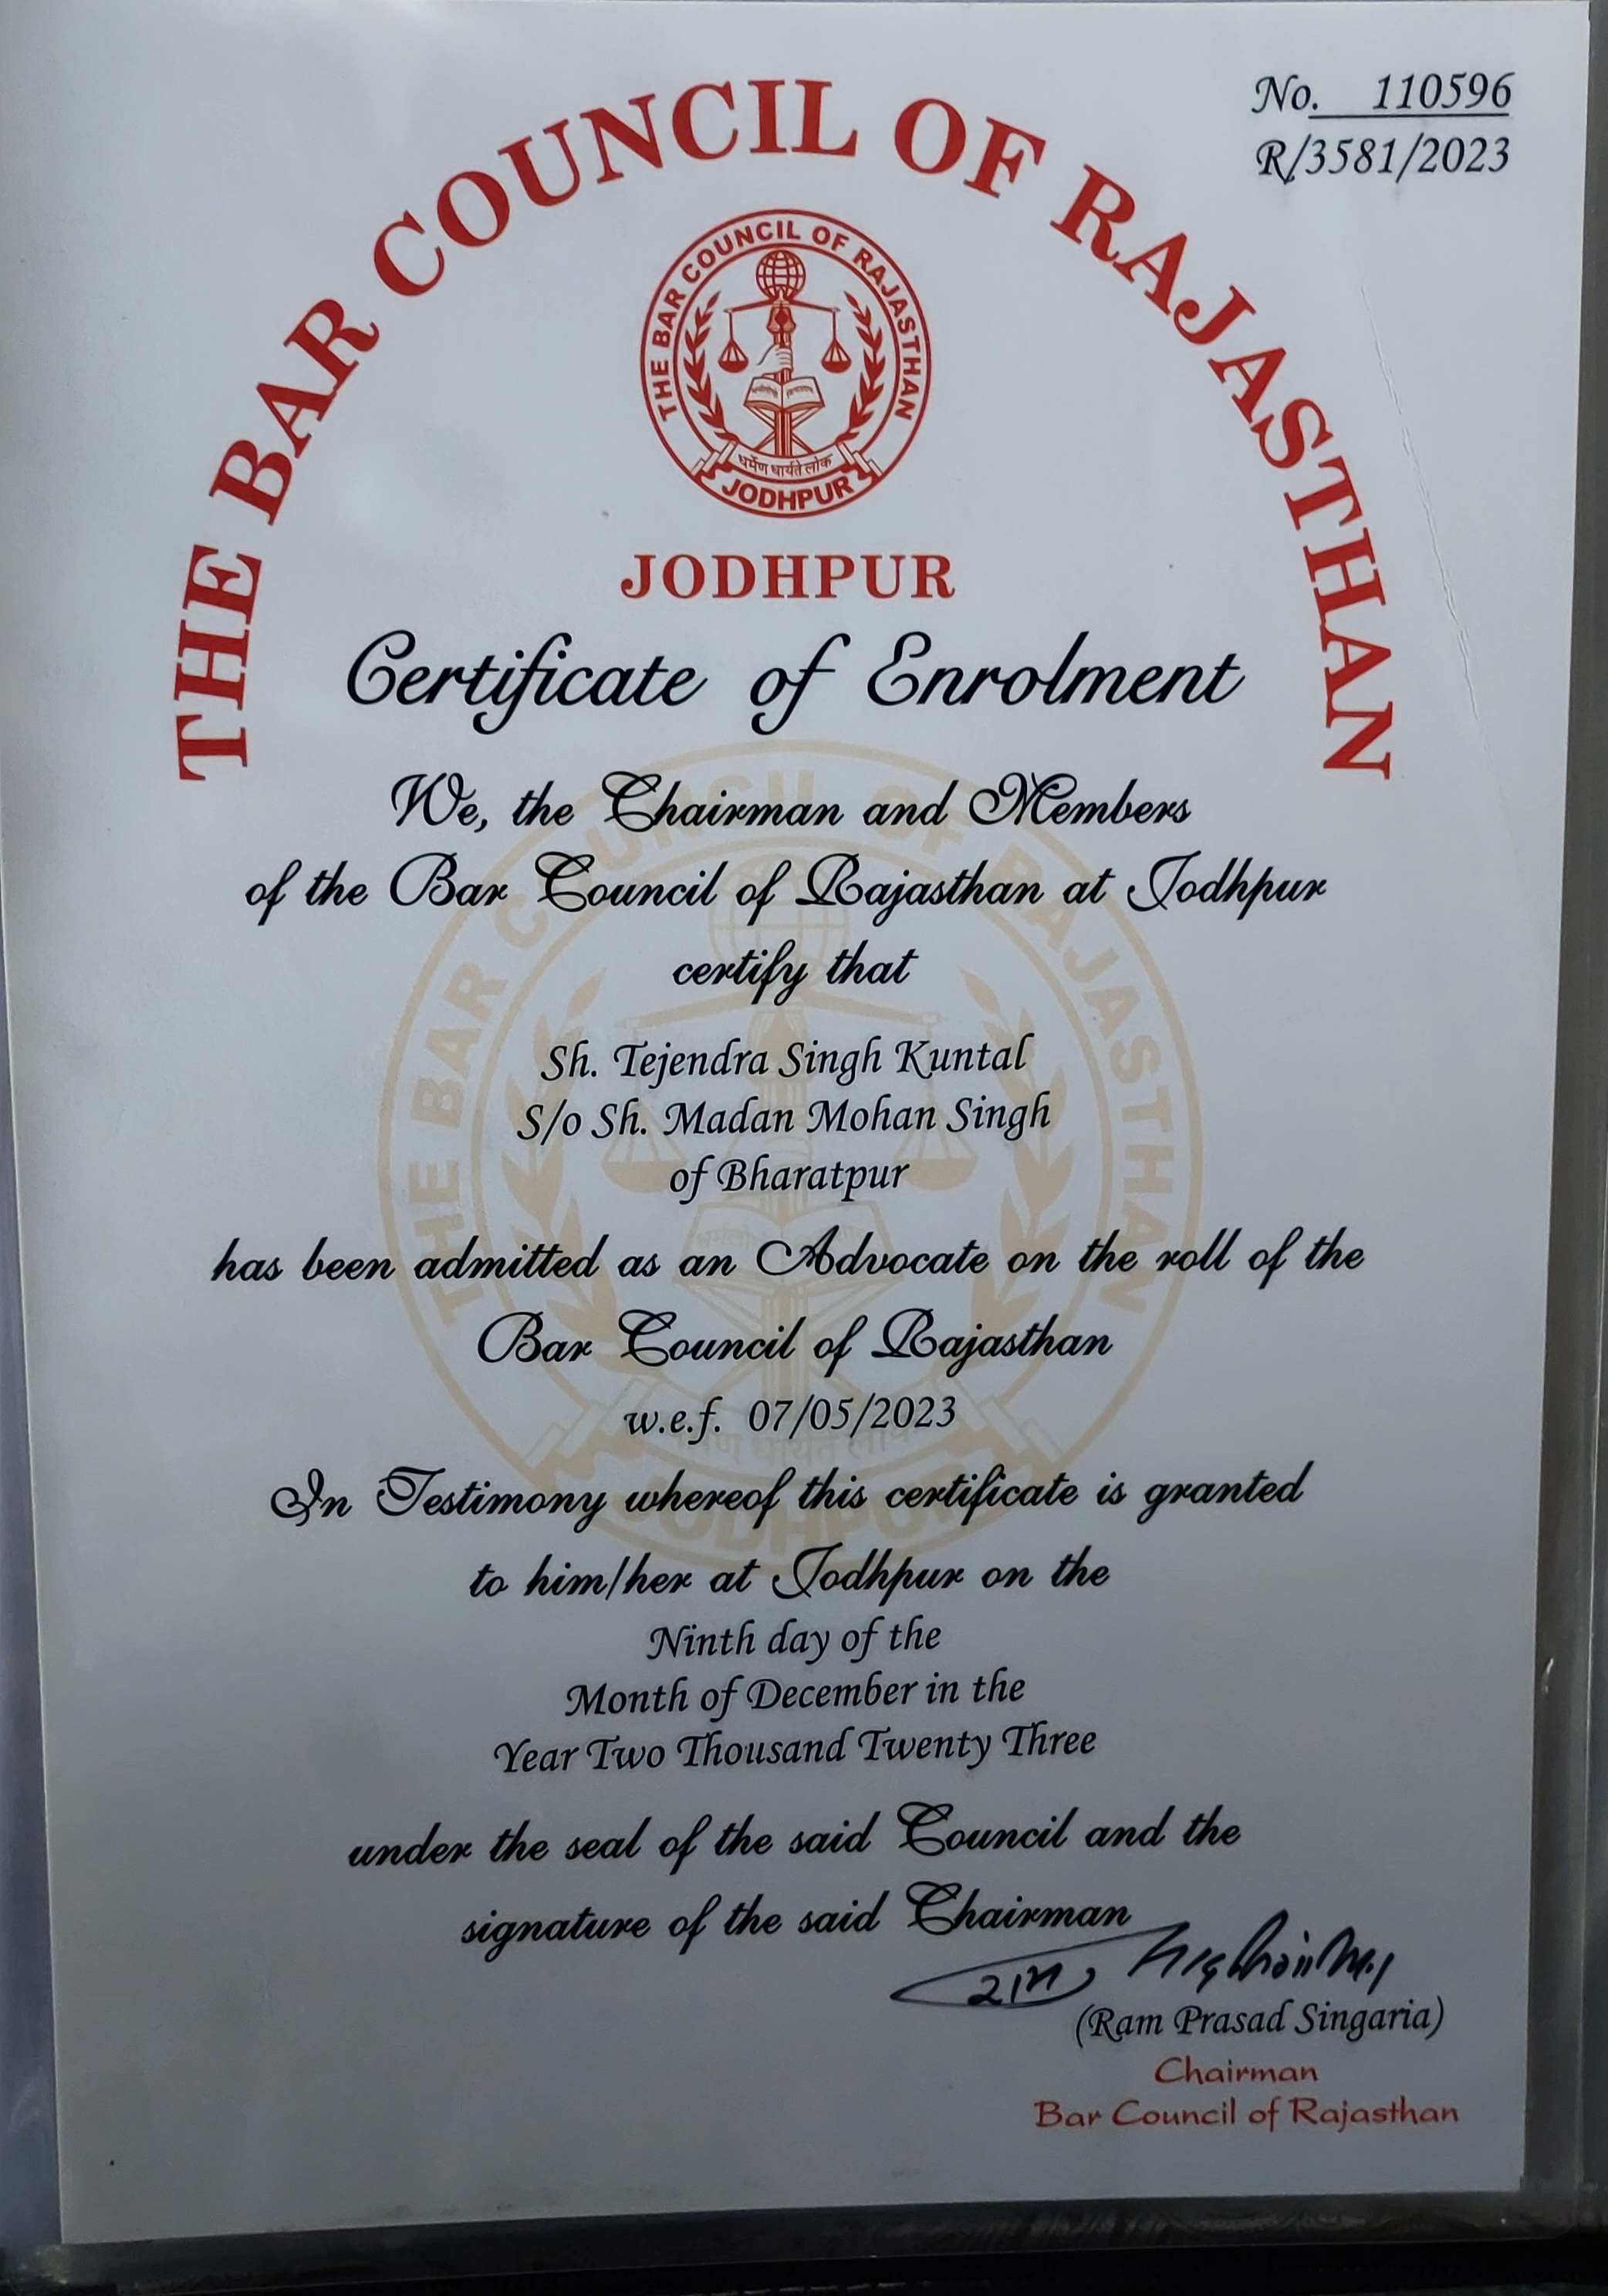 No. 110596
R/3581/2023
THE BAR COUNCIL OF RAJASTHAN
THE BAR COUNCIL OF RAJASTHAN
धर्मेण धार्यते लोक
JODHPUR
JODHPUR
Certificate of Enrolment
We, the Chairman and Members
of the Bar Council of Rajasthan at Jodhpur
certify that
Sh. Tejendra Singh Kuntal
S/o Sh. Madan Mohan Singh
of Bharatpur
has been admitted as an Advocate on the roll of the
Bar Council of Rajasthan
w.e.f. 07/05/2023
In Testimony whereof this certificate is granted
to him/her at Jodhpur on the
Ninth day of the
Month of December in the
Year Two Thousand Twenty Three
under the seal of the said Council and the
signature of the said Chairman
(Ram Prasad Singaria)
Chairman
Bar Council of Rajasthan
THE BAR COUNCIL OF RAJASTHAN
JODHPUR